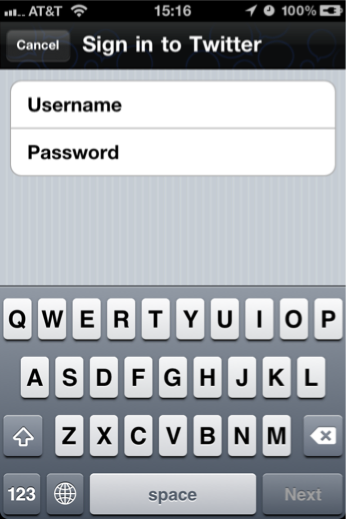 AT&T 15:16 100%
Cancel Sign in to Twitter
Username
Password
Q W E R T Y U I O P
A S D F G H J K L
Z X C V B N M
123 space Next